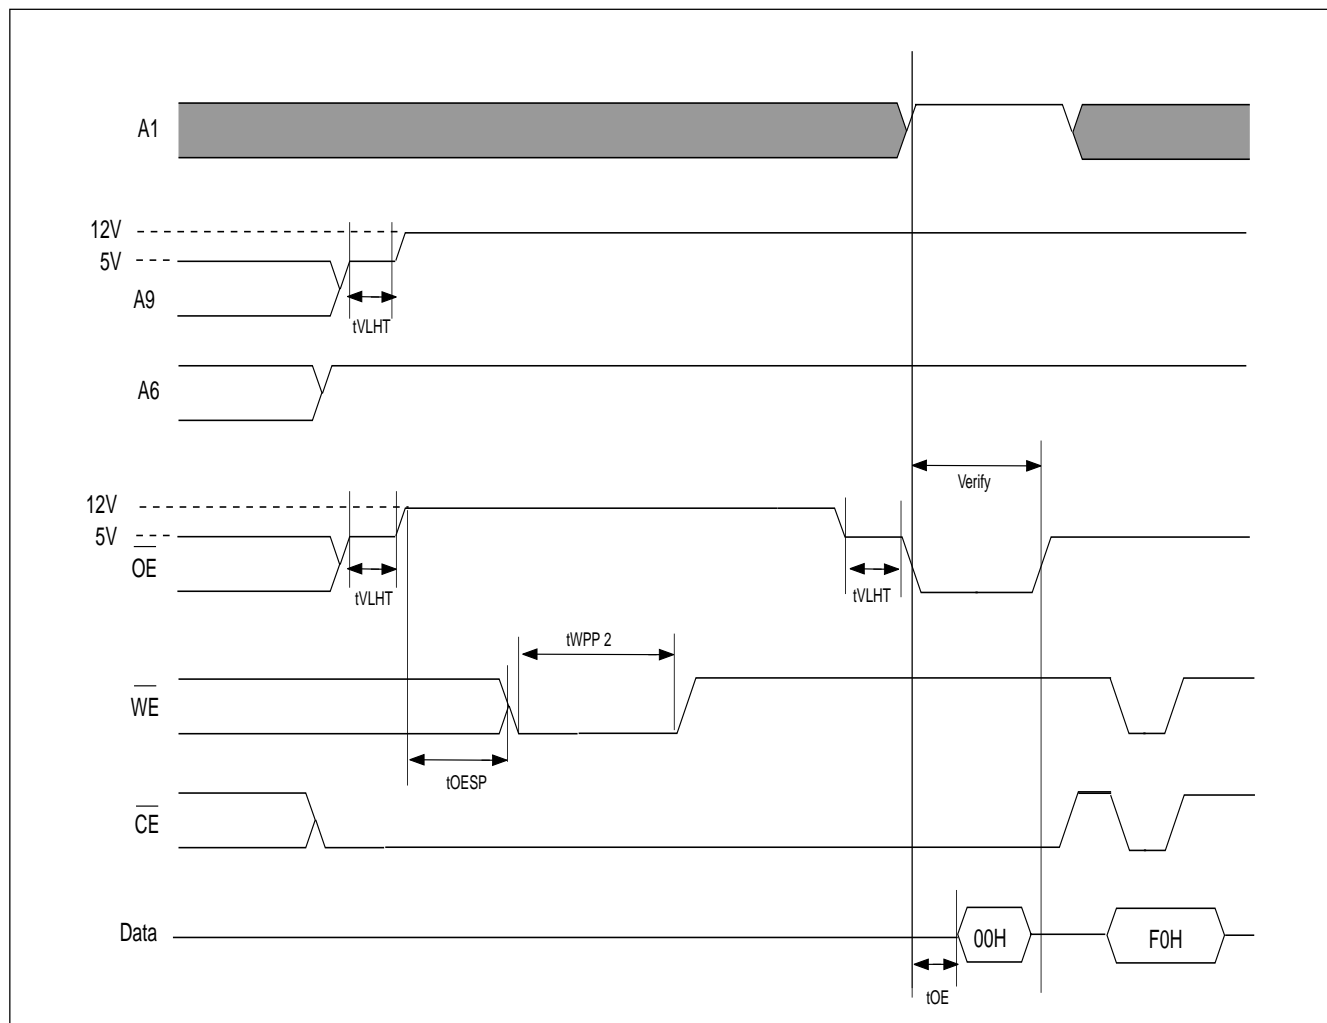 A1
12V
5V
A9
tVLHT
A6
Verify
12V
5V
OE
tVLHT
tVLHT
tWPP 2
WE
tOESP
CE
Data
00H
F0H
tOE